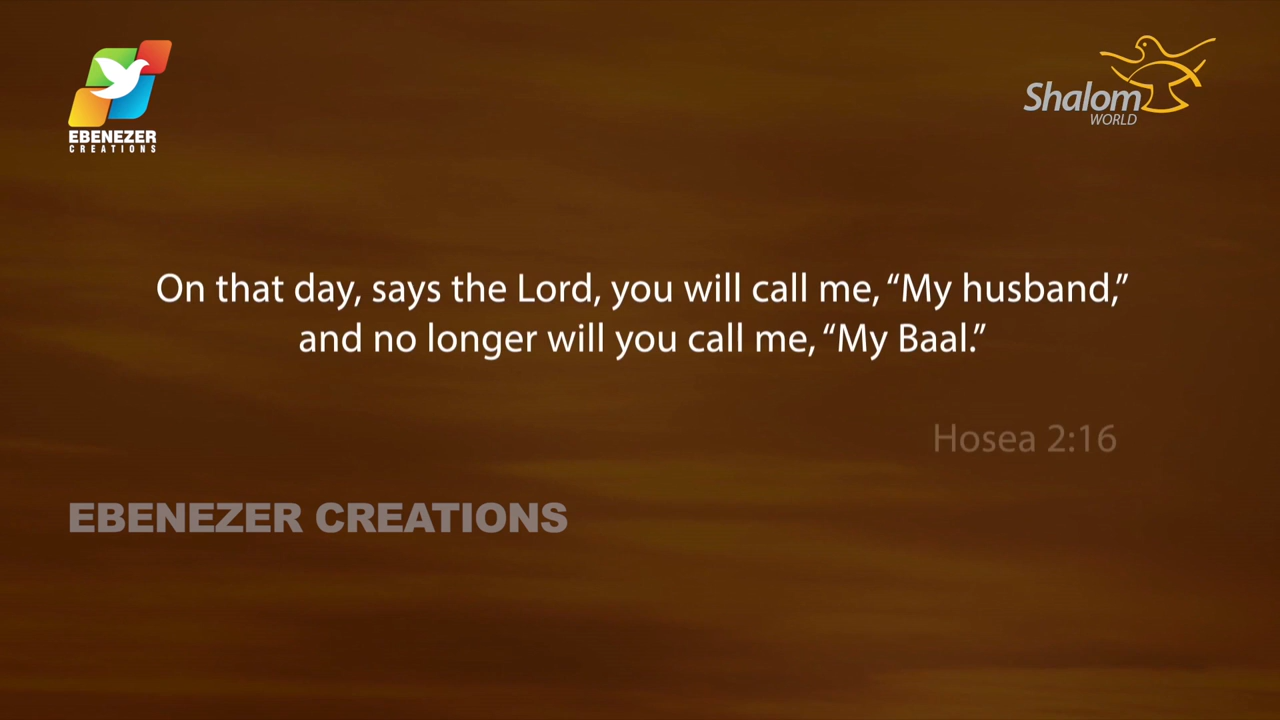 EBENEZER
CREATIONS
Shalom
WORLD
On that day, says the Lord, you will call me, “My husband,”
and no longer will you call me, “My Baal.”
Hosea 2:16
EBENEZER CREATIONS